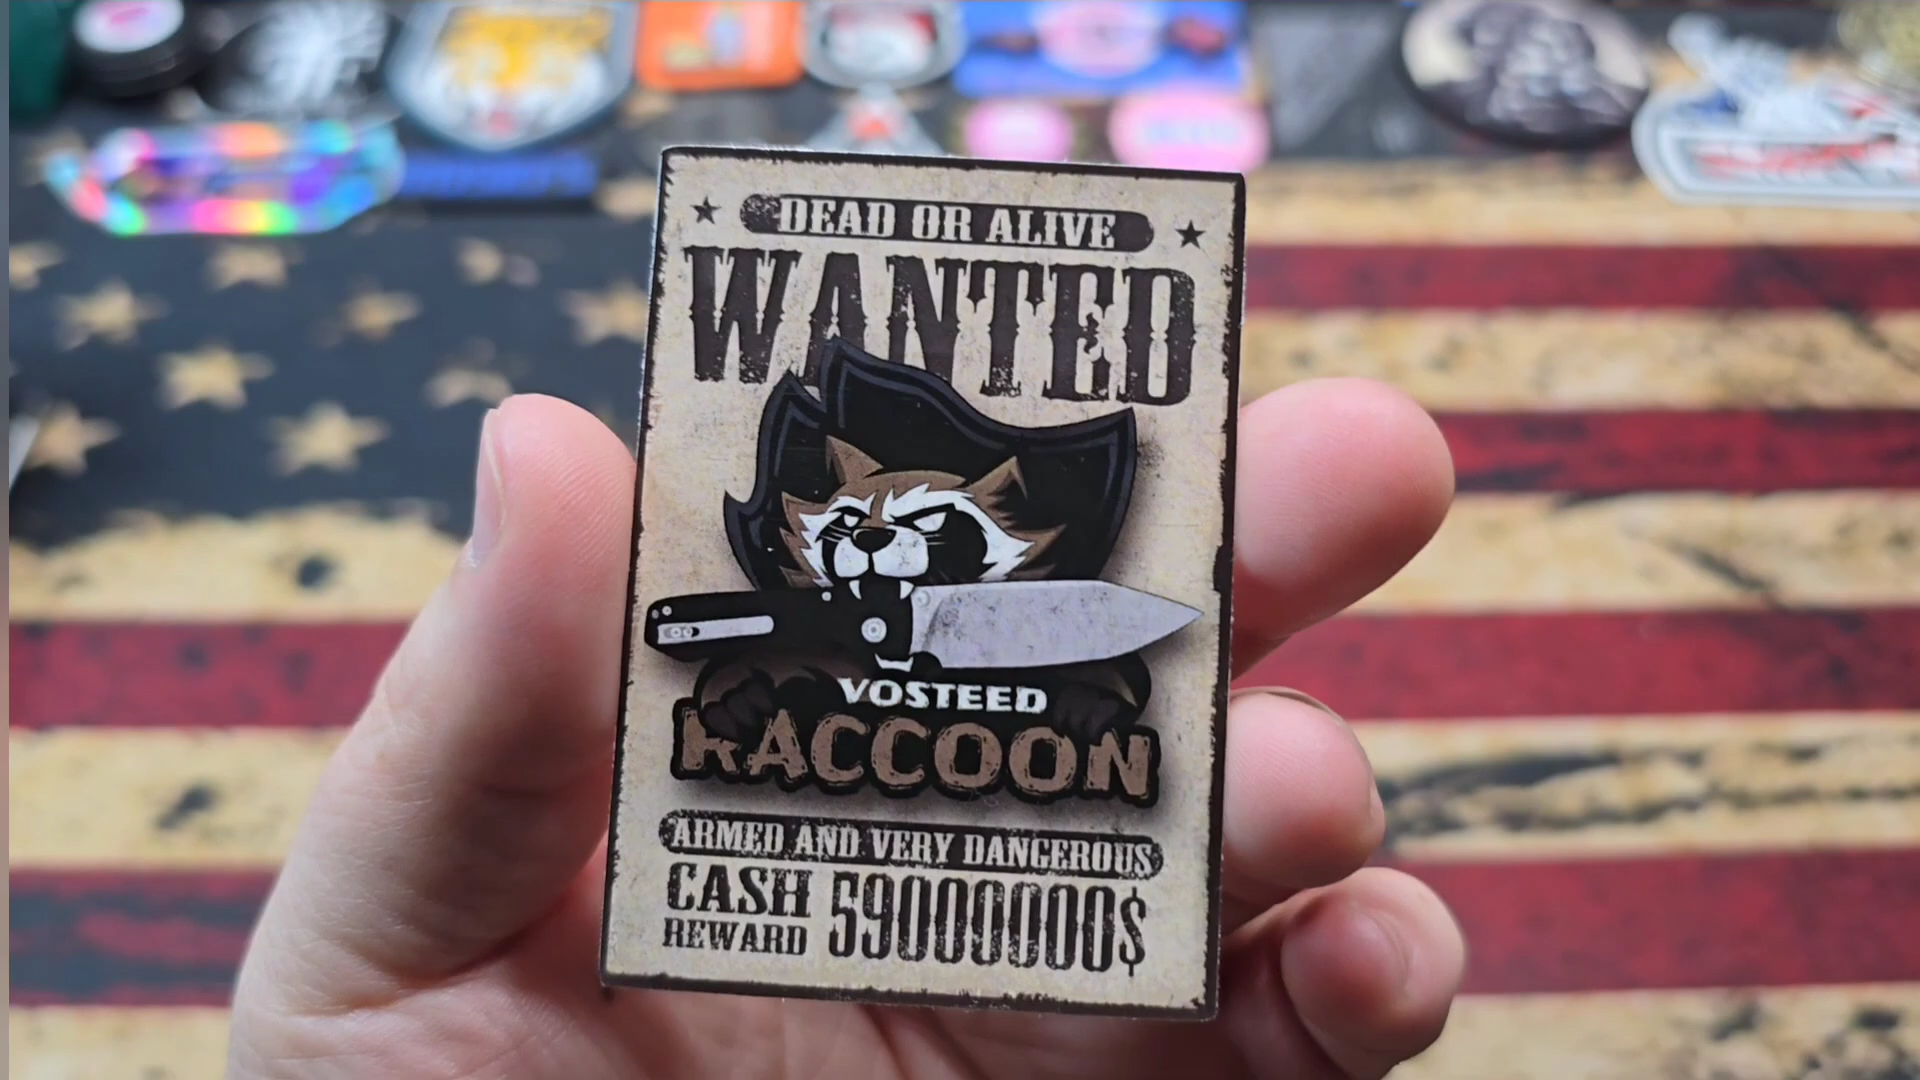 DEAD OR ALIVE
WANTED
VOSTEED
RACCOON
ARMED AND VERY DANGEROUS
CASH
REWARD
59000000$